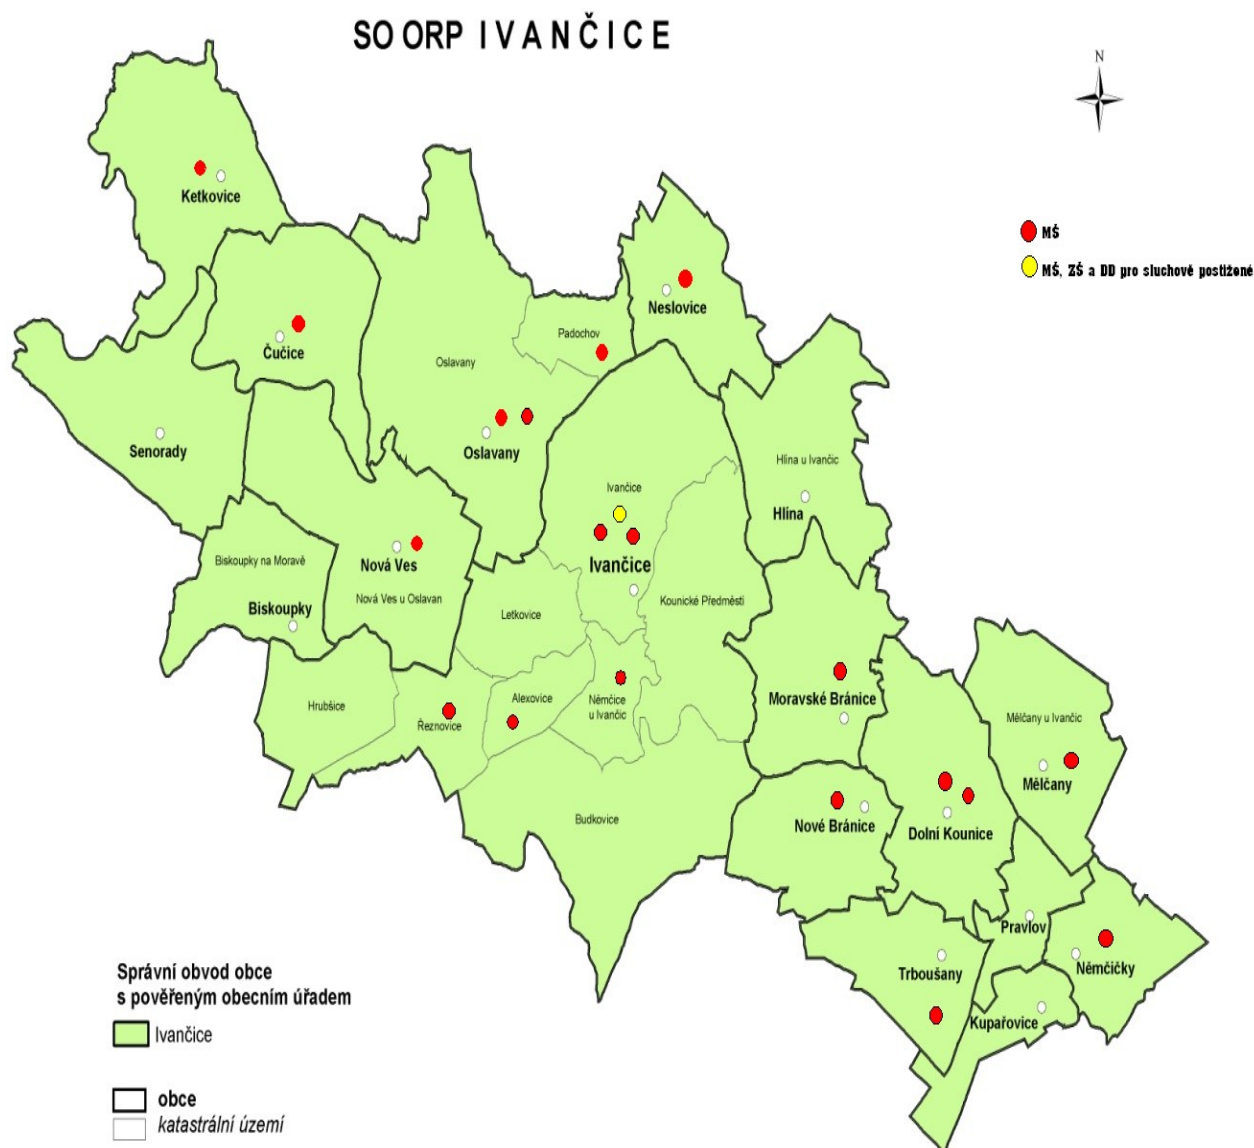 SO ORP I V A N Č I C E
N
Ketkovice
MŠ
MŠ, ZŠ a DD pro sluchově postižené
Neslovice
Čučice
Padochov
Oslavany
Senorady
Oslavany
Hlína u Ivančic
Ivančice
Hlína
Biskoupky na Moravě
Nová Ves
Ivančice
Nová Ves u Oslavan
Biskoupky
Letkovice
Kounické Předměstí
Hrubšice
Řeznovice
Alexovice
Němčice
u Ivančic
Moravské Bránice
Mělčany u Ivančic
Mělčany
Budkovice
Nové Bránice
Dolní Kounice
Pravlov
Trboušany
Němčičky
Kupařovice
Správní obvod obce
s pověřeným obecním úřadem
Ivančice
obce
katastrální území